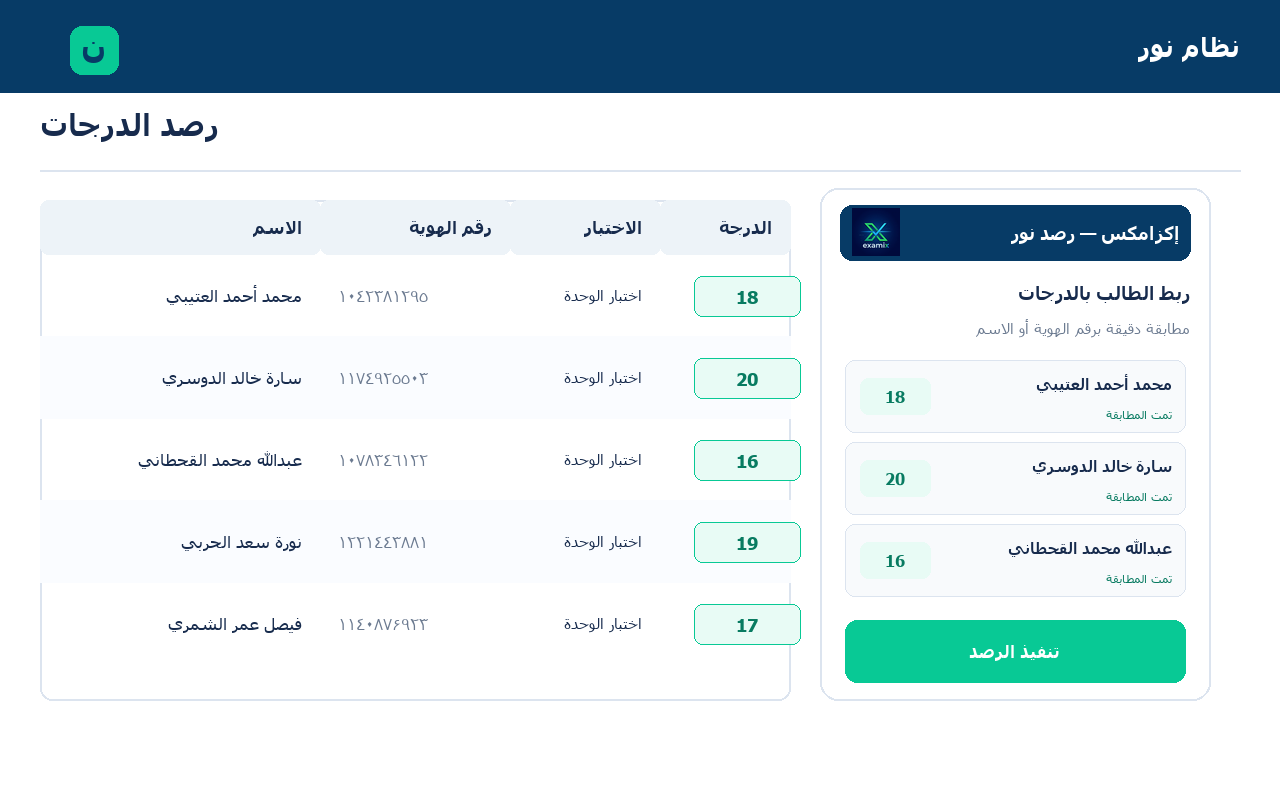 نظام نور
ن
رصد الدرجات
إكزامكس — رصد نور
examix
ربط الطالب بالدرجات
مطابقة دقيقة برقم الهوية أو الاسم
محمد أحمد العتيبي
تمت المطابقة
18
سارة خالد الدوسري
تمت المطابقة
20
عبدالله محمد القحطاني
تمت المطابقة
16
تنفيذ الرصد
الدرجة الاختبار رقم الهوية الاسم
18 اختبار الوحدة ١٠٤٢٣٨١٢٩٥ محمد أحمد العتيبي
20 اختبار الوحدة ١١٧٤٩٢٥٥٠٣ سارة خالد الدوسري
16 اختبار الوحدة ١٠٧٨٣٤٦١٢٢ عبدالله محمد القحطاني
19 اختبار الوحدة ١٢٢١٤٤٣٨٨١ نورة سعد الحربي
17 اختبار الوحدة ١١٤٠٨٧٦٩٢٣ فيصل عمر الشمري